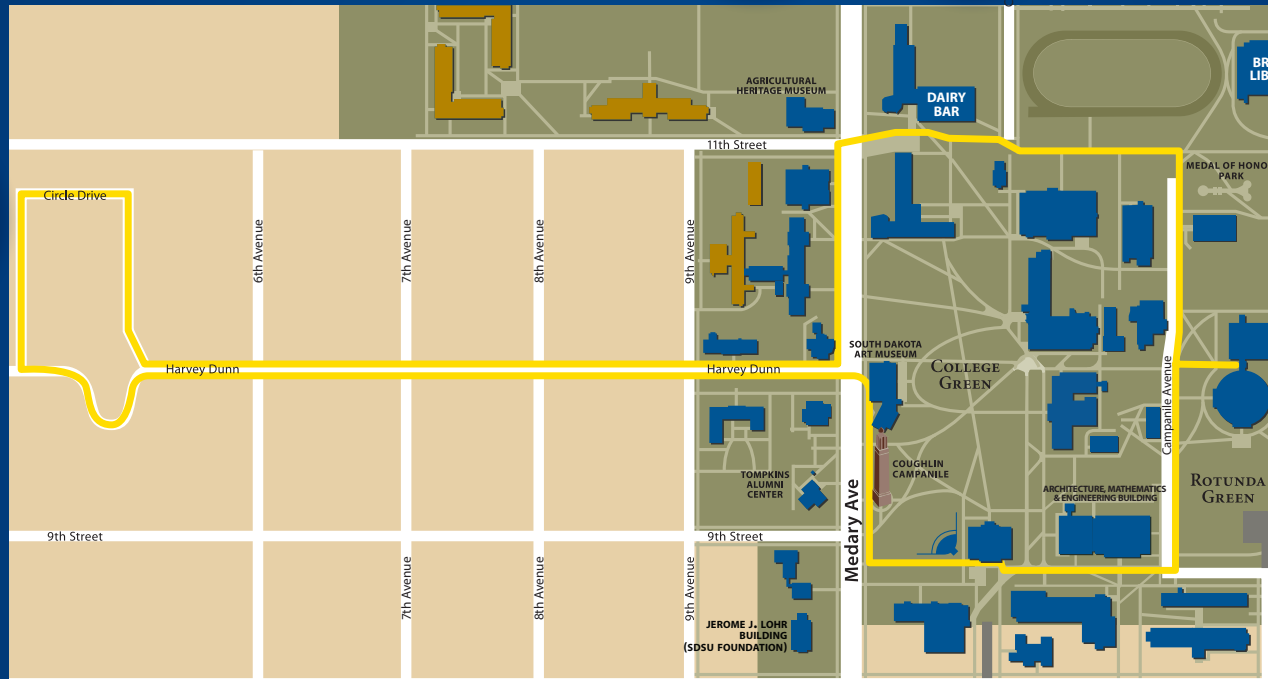 AGRICULTURAL
HERITAGE MUSEUM
DAIRY
BAR
BR
LIB
11th Street
MEDAL OF HONO
PARK
Circle Drive
6th Avenue
7th Avenue
8th Avenue
9th Avenue
SOUTH DAKOTA
ART MUSEUM
COLLEGE
GREEN
Campanile Avenue
Harvey Dunn
Harvey Dunn
COUGHLIN
CAMPANILE
TOMPKINS
ALUMNI
CENTER
ARCHITECTURE, MATHEMATICS
& ENGINEERING BUILDING
ROTUNDA
GREEN
Medary Ave
9th Street
9th Street
7th Avenue
8th Avenue
9th Avenue
JEROME J. LOHR
BUILDING
(SDSU FOUNDATION)